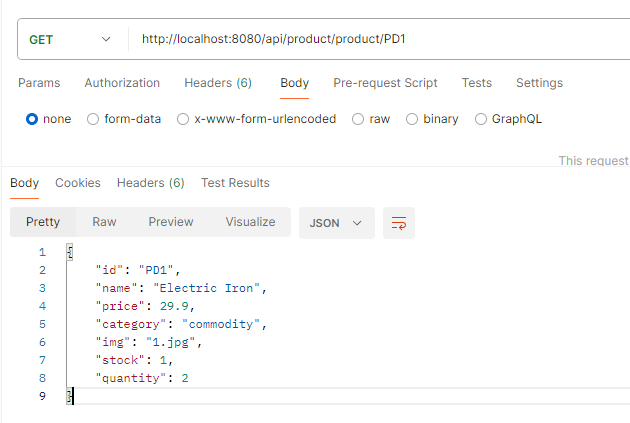 GET http://localhost:8080/api/product/product/PD1
Params Authorization Headers (6) Body Pre-request Script Tests Settings
none form-data x-www-form-urlencoded raw binary GraphQL
This request
Body Cookies Headers (6) Test Results
Pretty Raw Preview Visualize JSON
1 {
2 "id": "PD1",
3 "name": "Electric Iron",
4 "price": 29.9,
5 "category": "commodity",
6 "img": "1.jpg",
7 "stock": 1,
8 "quantity": 2
9 }